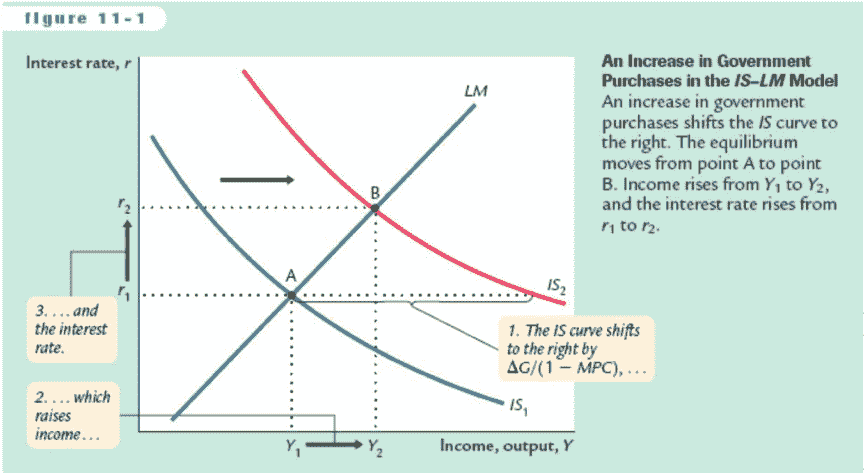 figure 11-1
Interest rate, r
LM
B
r₂
A
r₁
IS₂
IS₁
Y₁
Y₂
Income, output, Y
3. . . . and
the interest
rate.
2. . . . which
raises
income . . .
1. The IS curve shifts
to the right by
ΔG/(1 − MPC), . . .
An Increase in Government
Purchases in the IS–LM Model
An increase in government
purchases shifts the IS curve to
the right. The equilibrium
moves from point A to point
B. Income rises from Y₁ to Y₂,
and the interest rate rises from
r₁ to r₂.